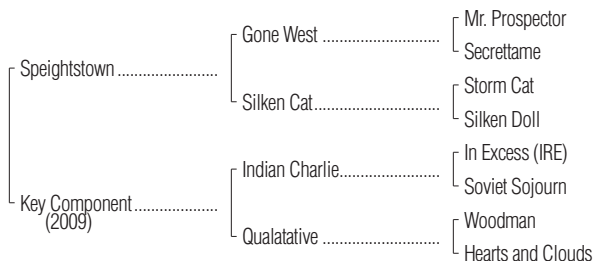 Mr. Prospector
Gone West ..............................
Secrettame
Speightstown .........................
Storm Cat
Silken Cat................................
Silken Doll
In Excess (IRE)
Indian Charlie.........................
Soviet Sojourn
Key Component .....................
(2009)
Woodman
Qualatative ..............................
Hearts and Clouds